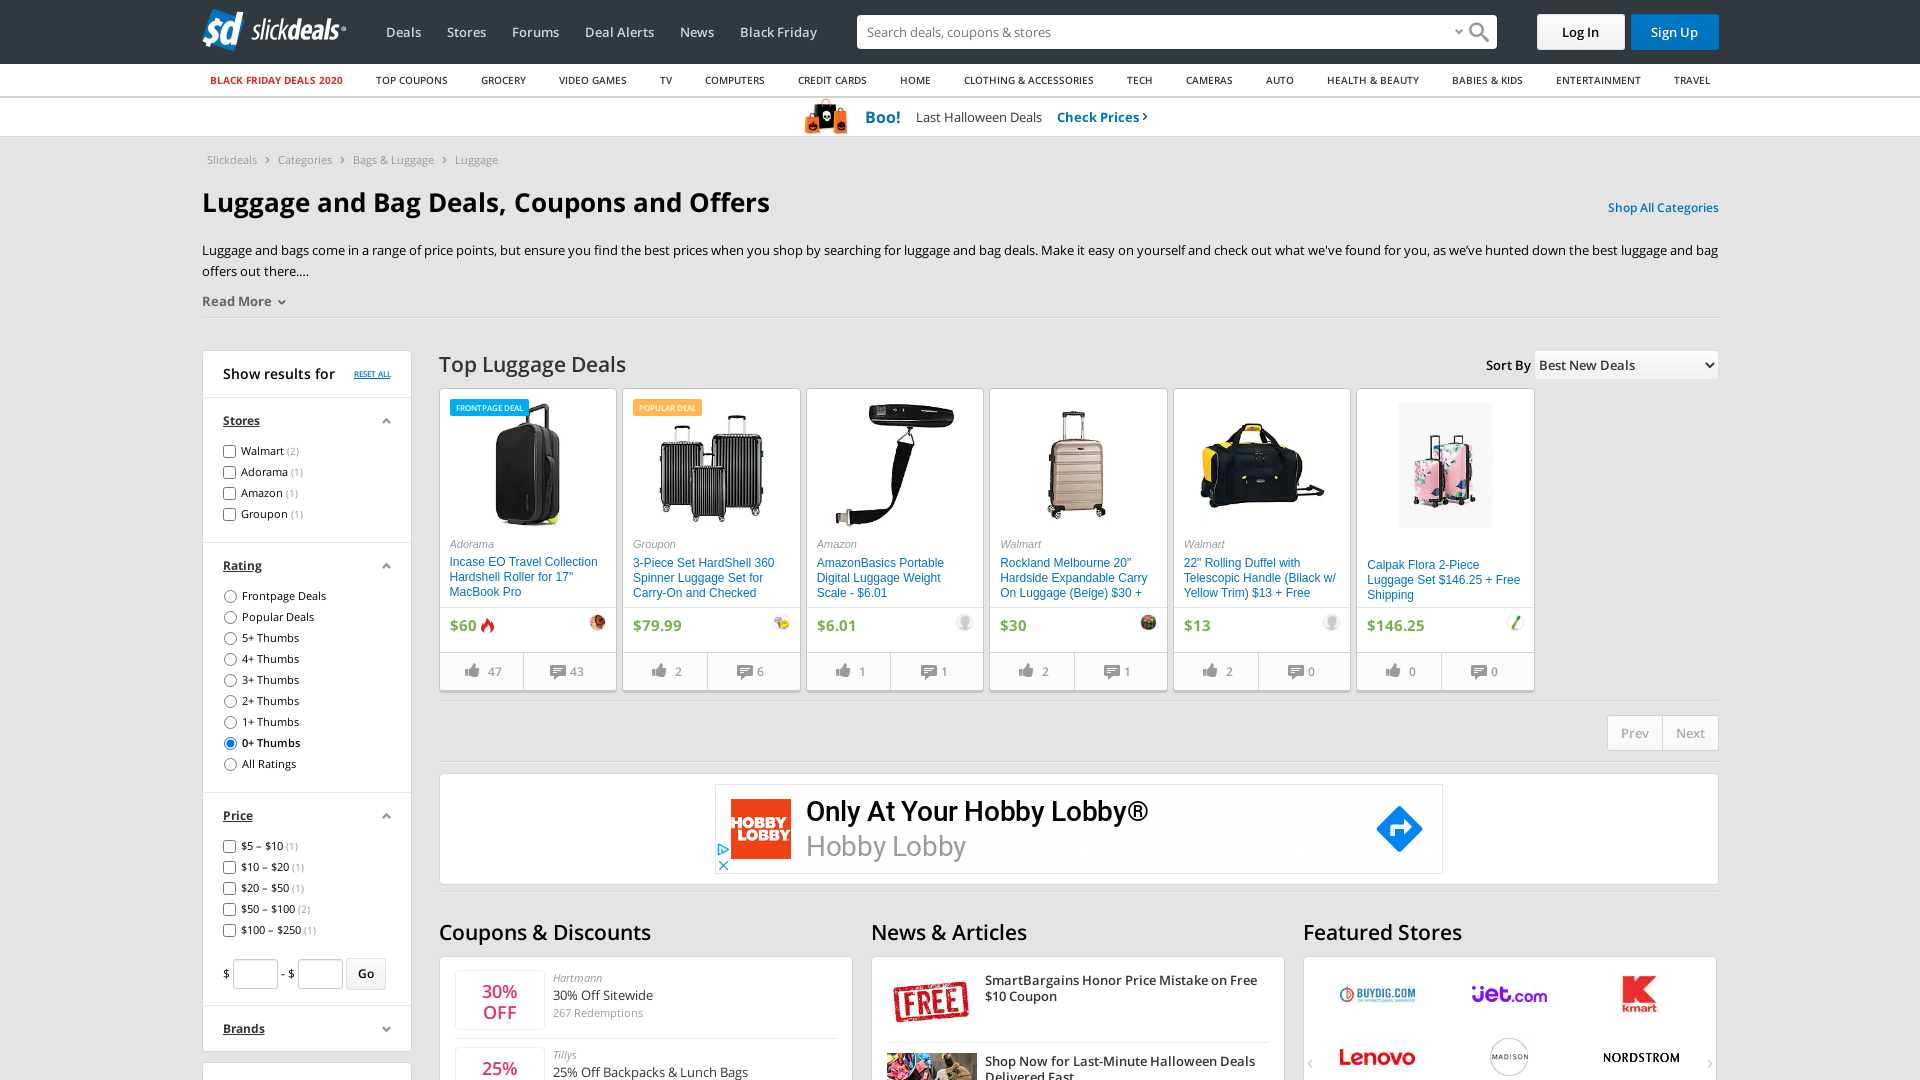 sd slickdeals
Deals
Stores
Forums
Deal Alerts
News
Black Friday
Search deals, coupons & stores
Log In
Sign Up
BLACK FRIDAY DEALS 2020
TOP COUPONS
GROCERY
VIDEO GAMES
TV
COMPUTERS
CREDIT CARDS
HOME
CLOTHING & ACCESSORIES
TECH
CAMERAS
AUTO
HEALTH & BEAUTY
BABIES & KIDS
ENTERTAINMENT
TRAVEL
Boo! Last Halloween Deals Check Prices
Slickdeals > Categories > Bags & Luggage > Luggage
Luggage and Bag Deals, Coupons and Offers
Shop All Categories
Luggage and bags come in a range of price points, but ensure you find the best prices when you shop by searching for luggage and bag deals. Make it easy on yourself and check out what we've found for you, as we’ve hunted down the best luggage and bag
offers out there....
Read More
Show results for RESET ALL
Stores
Walmart (2)
Adorama (1)
Amazon (1)
Groupon (1)
Rating
Frontpage Deals
Popular Deals
5+ Thumbs
4+ Thumbs
3+ Thumbs
2+ Thumbs
1+ Thumbs
0+ Thumbs
All Ratings
Price
$5 – $10 (1)
$10 – $20 (1)
$20 – $50 (1)
$50 – $100 (2)
$100 – $250 (1)
$ - $ Go
Brands
Top Luggage Deals
Sort By Best New Deals
FRONTPAGE DEAL
Adorama
Incase EO Travel Collection
Hardshell Roller for 17"
MacBook Pro
$60
47
43
POPULAR DEAL
Groupon
3-Piece Set HardShell 360
Spinner Luggage Set for
Carry-On and Checked
$79.99
2
6
Amazon
AmazonBasics Portable
Digital Luggage Weight
Scale - $6.01
$6.01
1
1
Walmart
Rockland Melbourne 20"
Hardside Expandable Carry
On Luggage (Beige) $30 +
$30
2
1
Walmart
22" Rolling Duffel with
Telescopic Handle (Bllack w/
Yellow Trim) $13 + Free
$13
2
0
Calpak Flora 2-Piece
Luggage Set $146.25 + Free
Shipping
$146.25
0
0
Prev
Next
HOBBY
LOBBY
Only At Your Hobby Lobby®
Hobby Lobby
Coupons & Discounts
30%
OFF
Hartmann
30% Off Sitewide
267 Redemptions
25%
Tillys
25% Off Backpacks & Lunch Bags
News & Articles
FREE
SmartBargains Honor Price Mistake on Free
$10 Coupon
Shop Now for Last-Minute Halloween Deals
Delivered Fast
Featured Stores
BUYDIG.COM
Jet.com
K
kmart
Lenovo
MADISON
NORDSTROM